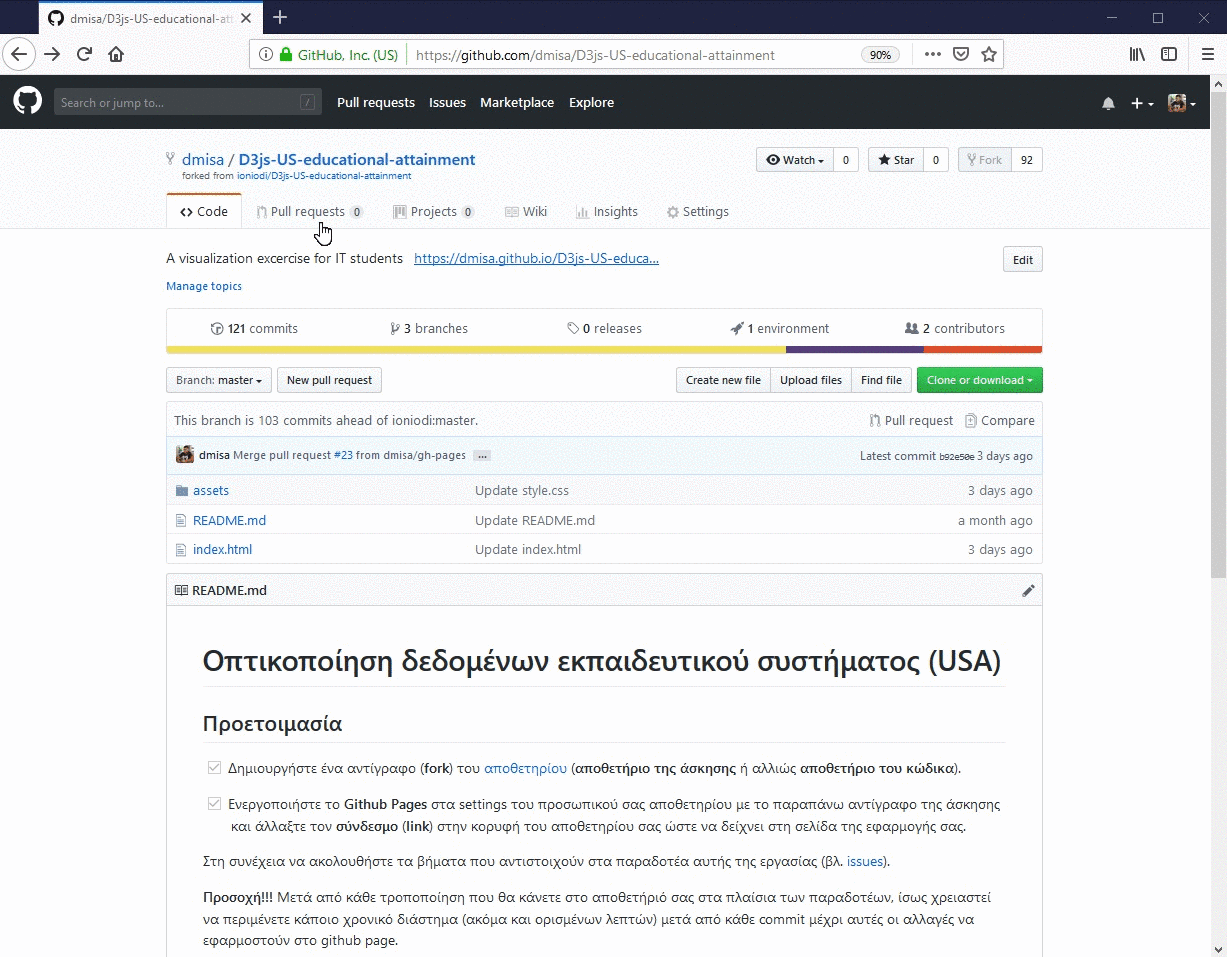 dmisa/D3js-US-educational-att
GitHub, Inc. (US) https://github.com/dmisa/D3js-US-educational-attainment 90%
Search or jump to... / Pull requests Issues Marketplace Explore
dmisa / D3js-US-educational-attainment
forked from ioniodi/D3js-US-educational-attainment
Watch 0 Star 0 Fork 92
Code Pull requests 0 Projects 0 Wiki Insights Settings
A visualization excercise for IT students https://dmisa.github.io/D3js-US-educa... Edit
Manage topics
121 commits 3 branches 0 releases 1 environment 2 contributors
Branch: master New pull request Create new file Upload files Find file Clone or download
This branch is 103 commits ahead of ioniodi:master. Pull request Compare
dmisa Merge pull request #23 from dmisa/gh-pages ... Latest commit b92e50e 3 days ago
assets Update style.css 3 days ago
README.md Update README.md a month ago
index.html Update index.html 3 days ago
README.md
Οπτικοποίηση δεδομένων εκπαιδευτικού συστήματος (USA)
Προετοιμασία
Δημιουργήστε ένα αντίγραφο (fork) του αποθετηρίου (αποθετήριο της άσκησης ή αλλιώς αποθετήριο του κώδικα).
Ενεργοποιήστε το Github Pages στα settings του προσωπικού σας αποθετηρίου με το παραπάνω αντίγραφο της άσκησης
και άλλαξτε τον σύνδεσμο (link) στην κορυφή του αποθετηρίου σας ώστε να δείχνει στη σελίδα της εφαρμογής σας.
Στη συνέχεια να ακολουθήστε τα βήματα που αντιστοιχούν στα παραδοτέα αυτής της εργασίας (βλ. issues).
Προσοχή!!! Μετά από κάθε τροποποίηση που θα κάνετε στο αποθετήριό σας στα πλαίσια των παραδοτέων, ίσως χρειαστεί
να περιμένετε κάποιο χρονικό διάστημα (ακόμα και ορισμένων λεπτών) μετά από κάθε commit μέχρι αυτές οι αλλαγές να
εφαρμοστούν στο github page.